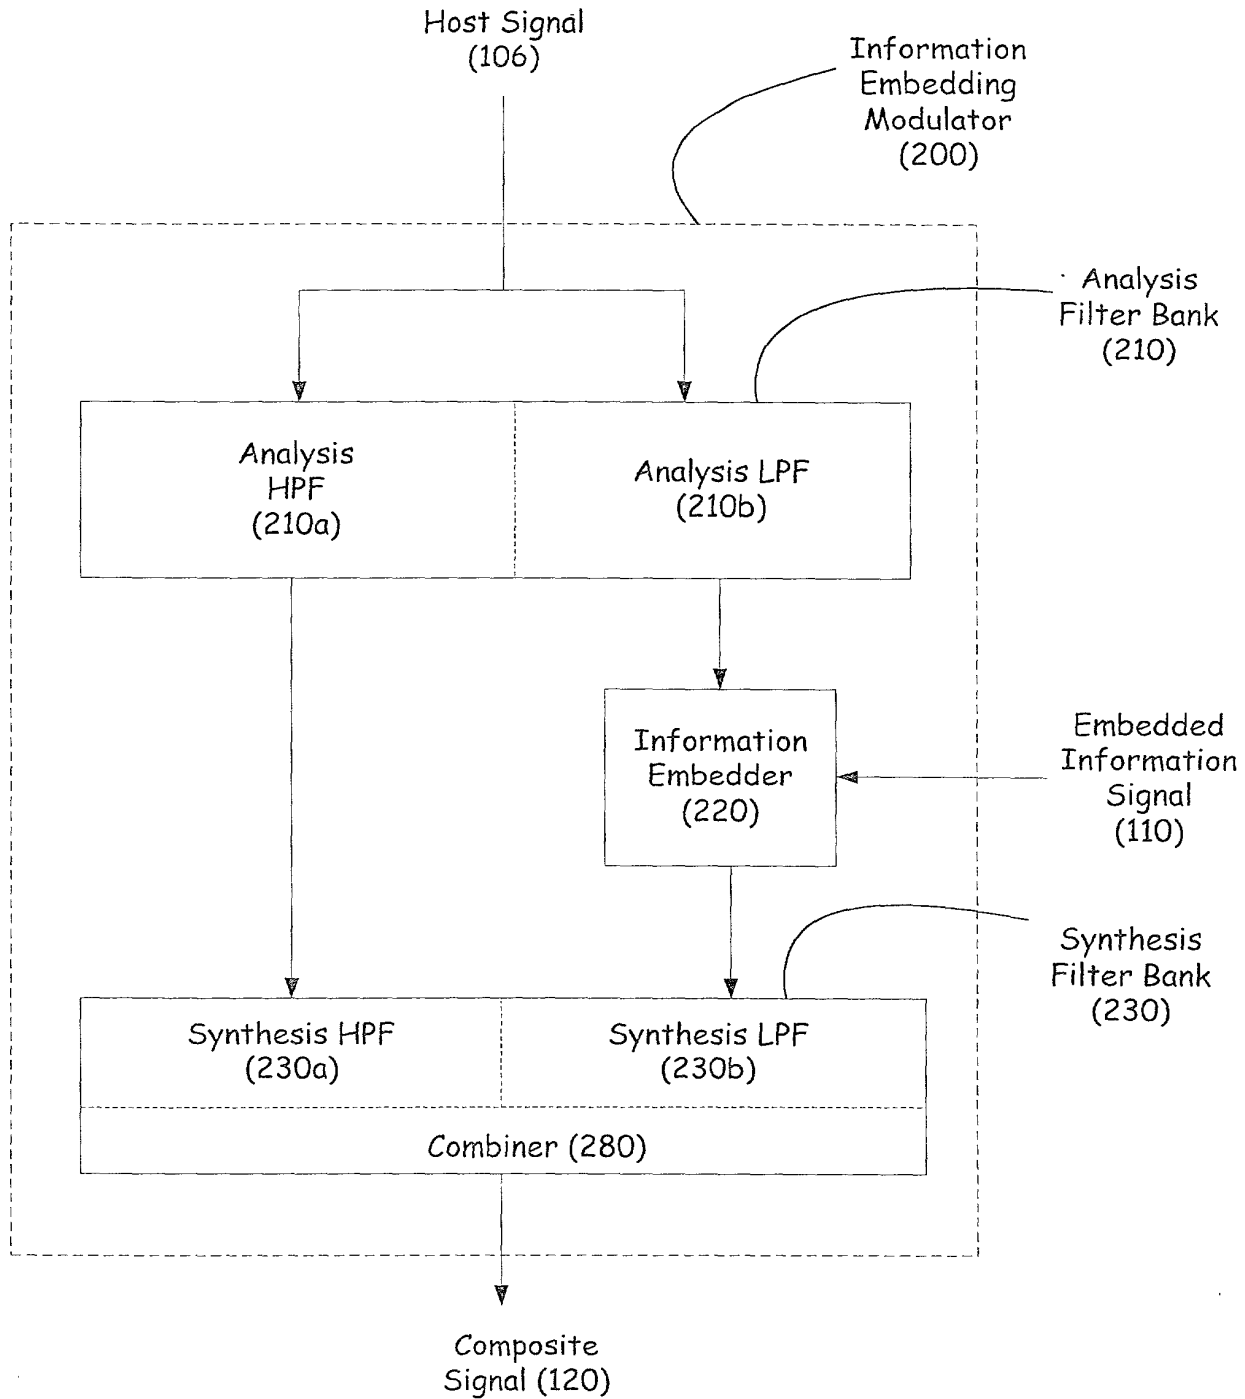 Host Signal
(106)
Information
Embedding
Modulator
(200)
Analysis
Filter Bank
(210)
Analysis
HPF
(210a)
Analysis LPF
(210b)
Information
Embedder
(220)
Embedded
Information
Signal
(110)
Synthesis
Filter Bank
(230)
Synthesis HPF
(230a)
Synthesis LPF
(230b)
Combiner (280)
Composite
Signal (120)